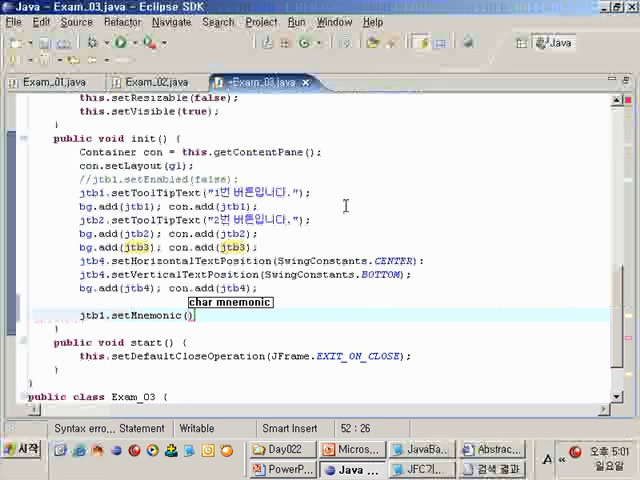 Java - Exam_03.java - Eclipse SDK
File Edit Source Refactor Navigate Search Project Run Window Help
Java
Exam_01.java Exam_02.java *Exam_03.java
this.setResizable(false);
this.setVisible(true);
}
public void init() {
Container con = this.getContentPane();
con.setLayout(gl);
//jtb1.setEnabled(false);
jtb1.setToolTipText("1번 버튼입니다.");
bg.add(jtb1); con.add(jtb1);
jtb2.setToolTipText("2번 버튼입니다.");
bg.add(jtb2); con.add(jtb2);
bg.add(jtb3); con.add(jtb3);
jtb4.setHorizontalTextPosition(SwingConstants.CENTER);
jtb4.setVerticalTextPosition(SwingConstants.BOTTOM);
bg.add(jtb4); con.add(jtb4);
char mnemonic
jtb1.setMnemonic()
}
public void start() {
this.setDefaultCloseOperation(JFrame.EXIT_ON_CLOSE);
}
}
public class Exam_03 {
Syntax erro... Statement Writable Smart Insert 52 : 26
시작 Day022 Micros... JavaBa... Abstrac... A « 오후 5:01
PowerP... Java ... JFC기... 검색 결과 일요일